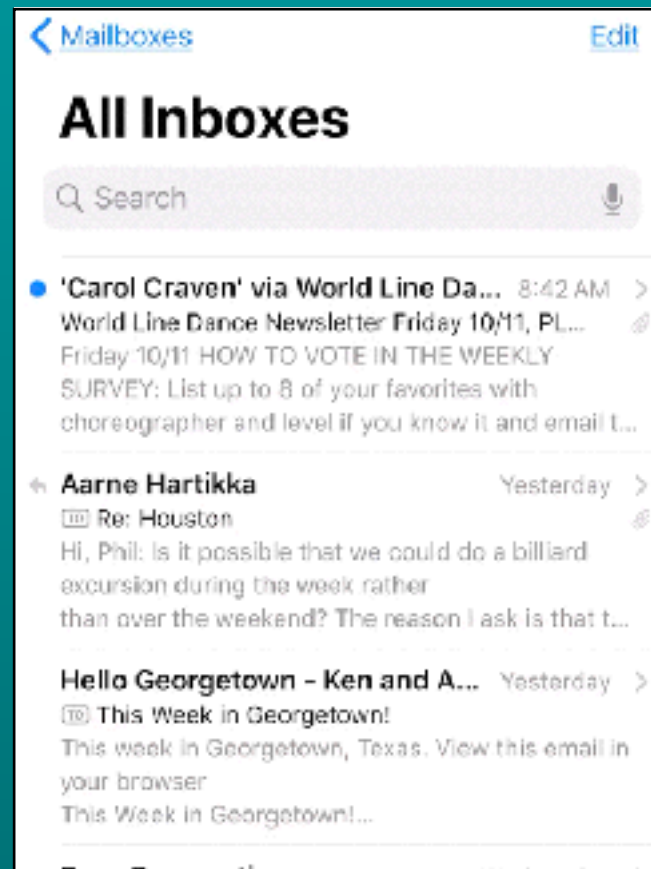 Mailboxes Edit
All Inboxes
Search
'Carol Craven' via World Line Da... 8:42 AM
World Line Dance Newsletter Friday 10/11, PL...
Friday 10/11 HOW TO VOTE IN THE WEEKLY
SURVEY: List up to 8 of your favorites with
choreographer and level if you know it and email t...
Aarne Hartikka Yesterday
TO Re: Houston
Hi, Phil: Is it possible that we could do a billiard
excursion during the week rather
than over the weekend? The reason I ask is that t...
Hello Georgetown - Ken and A... Yesterday
TO This Week in Georgetown!
This week in Georgetown, Texas. View this email in
your browser
This Week in Georgetown!...